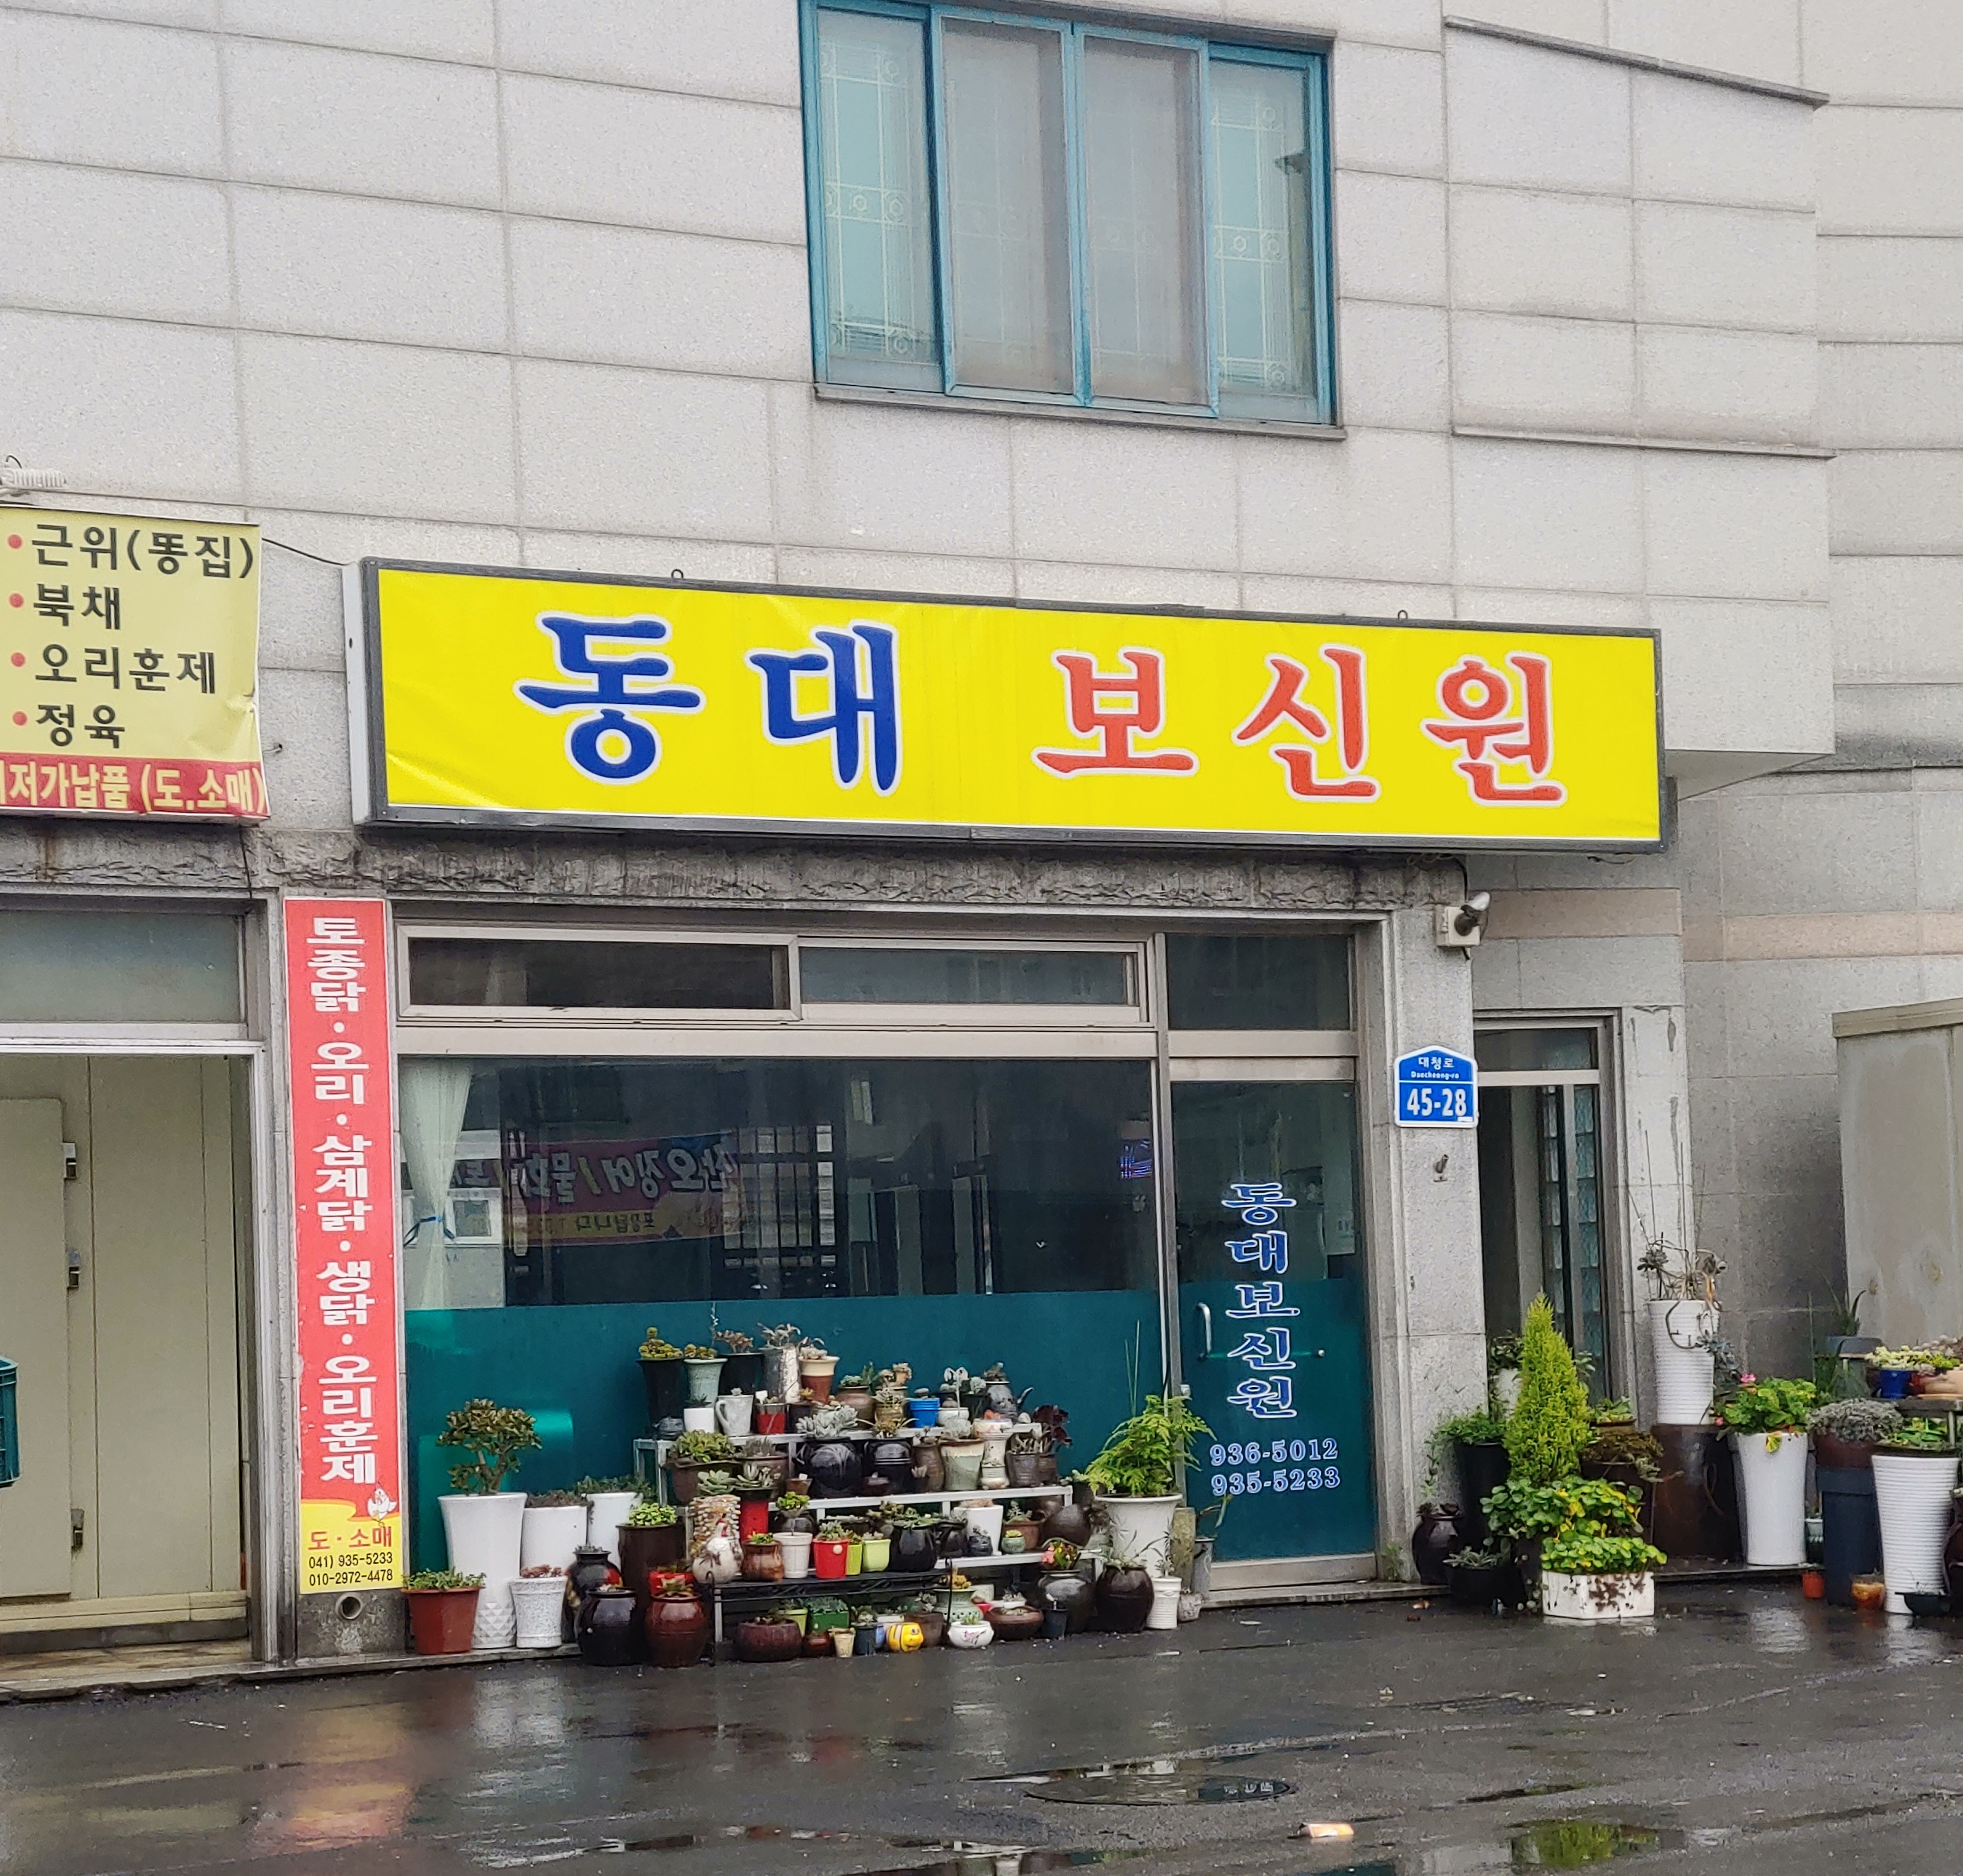 • 근위(똥집)
• 북채
• 오리훈제
• 정육
저가납품 (도.소매)
동대 보신원
토종닭 · 오리 · 삼계닭 · 생닭 · 오리훈제
도 · 소매
041) 935-5233
010-2972-4478
대청로
Daecheong-ro
45-28
동대보신원
936-5012
935-5233